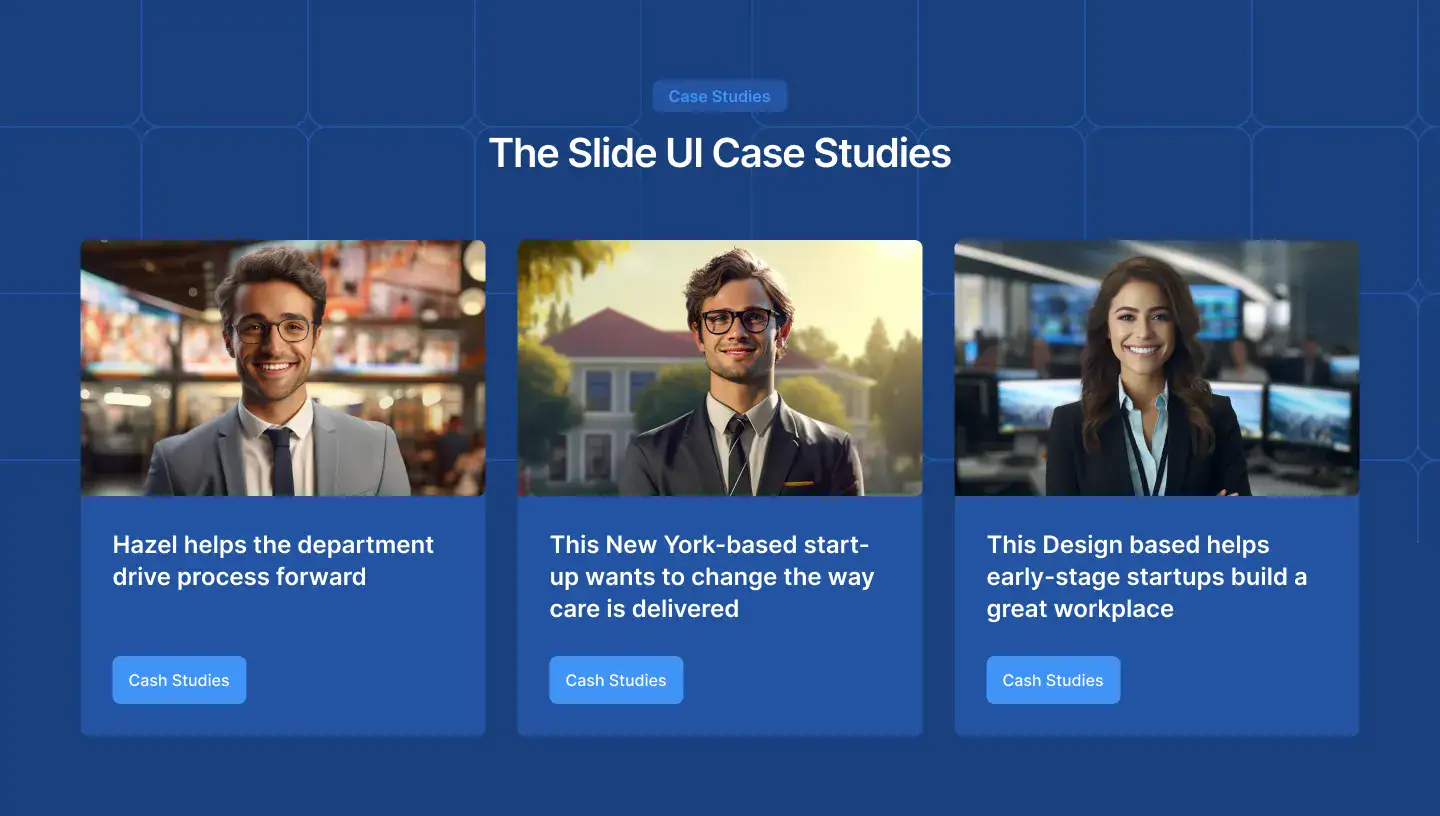 Case Studies
The Slide UI Case Studies
Hazel helps the department
drive process forward
Cash Studies
This New York-based start-
up wants to change the way
care is delivered
Cash Studies
This Design based helps
early-stage startups build a
great workplace
Cash Studies